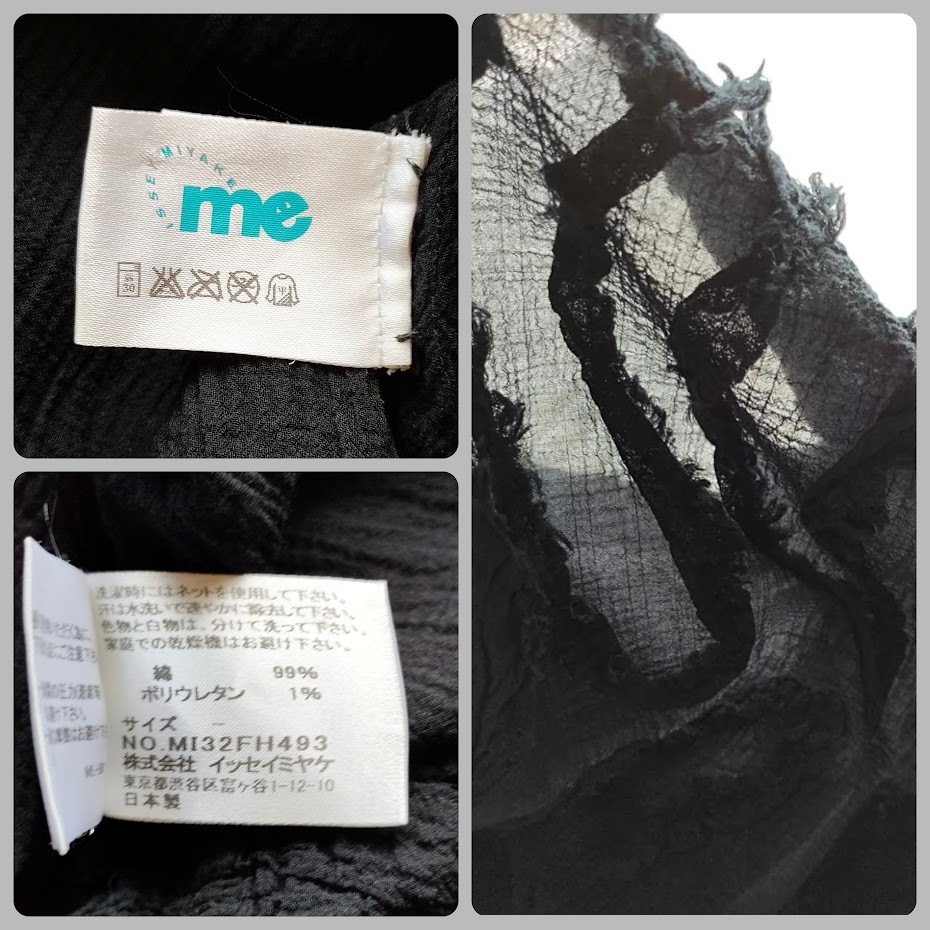 ISSEY MIYAKE
me
30
平
洗濯時にはネットを使用して下さい。
汗は水洗いで速やかに除去して下さい。
色物と白物は、分けて洗って下さい。
家庭での乾燥機はお避け下さい。
綿 99%
ポリウレタン 1%
サイズ －
NO.MI32FH493
株式会社 イッセイミヤケ
東京都渋谷区富ヶ谷1-12-10
日本製